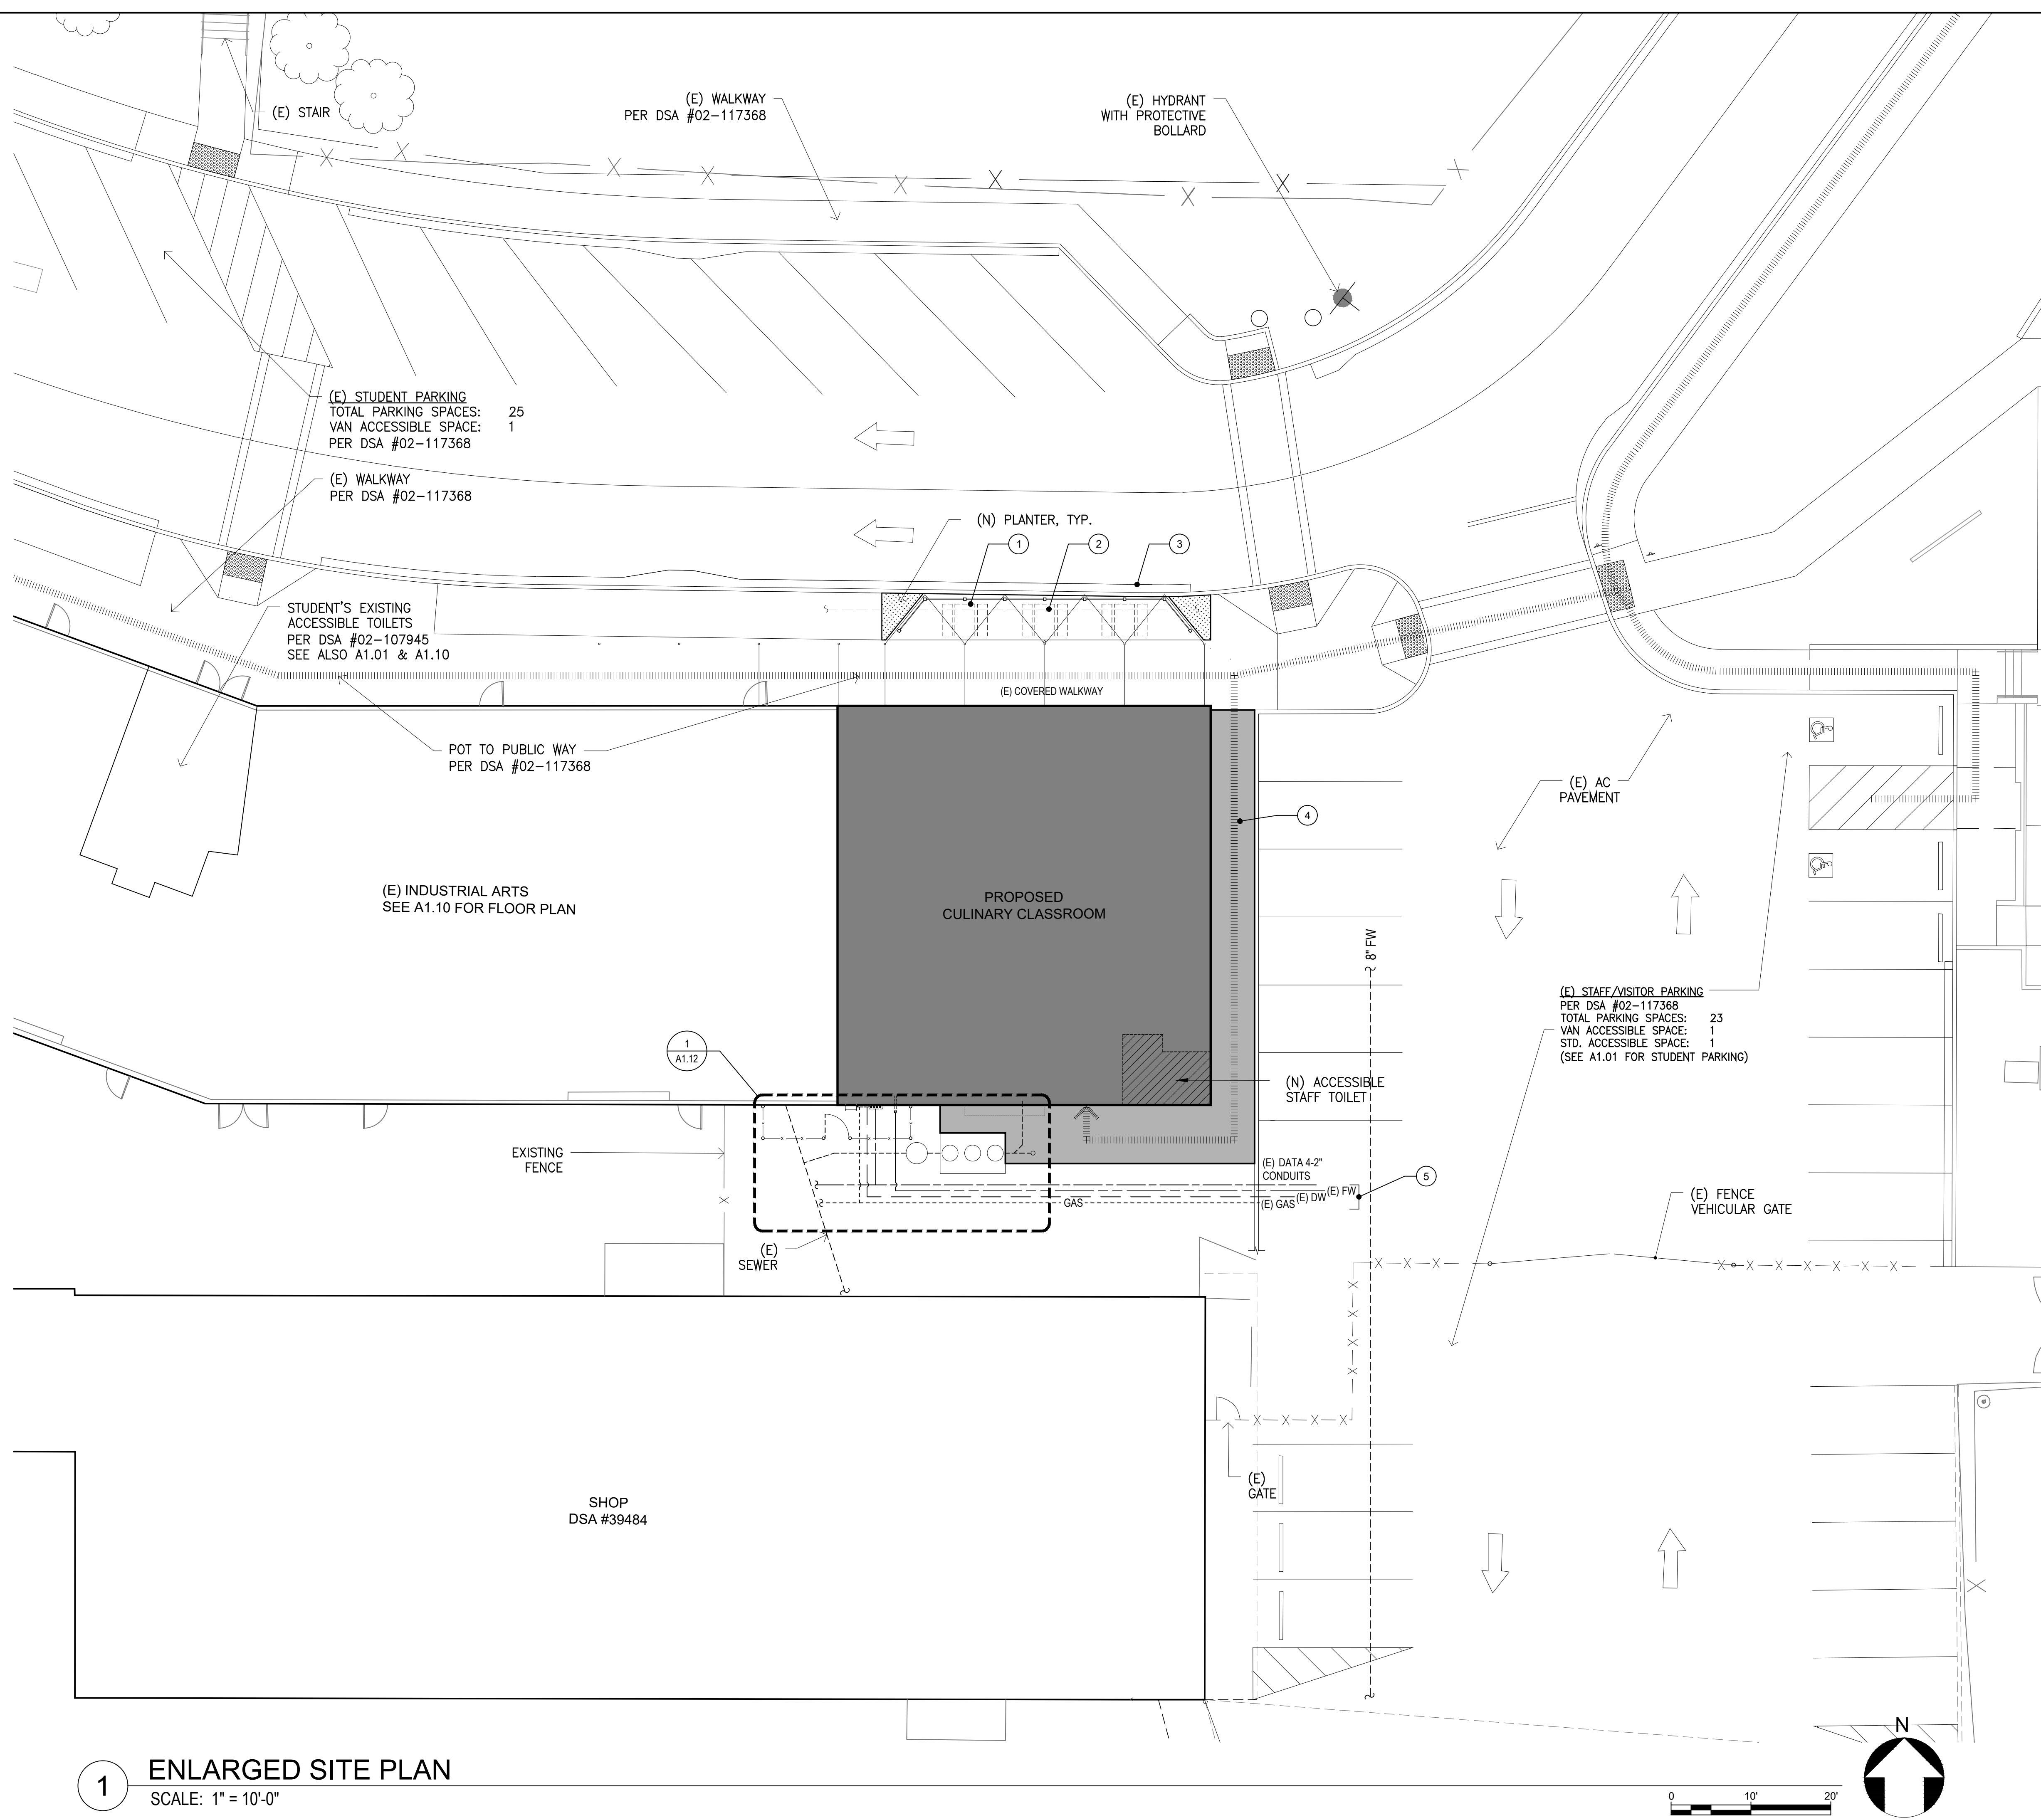 (E) STAIR
(E) WALKWAY
PER DSA #02-117368
(E) HYDRANT
WITH PROTECTIVE
BOLLARD
(E) STUDENT PARKING
TOTAL PARKING SPACES: 25
VAN ACCESSIBLE SPACE: 1
PER DSA #02-117368
(E) WALKWAY
PER DSA #02-117368
(N) PLANTER, TYP.
1
2
3
STUDENT'S EXISTING
ACCESSIBLE TOILETS
PER DSA #02-107945
SEE ALSO A1.01 & A1.10
(E) COVERED WALKWAY
POT TO PUBLIC WAY
PER DSA #02-117368
(E) AC
PAVEMENT
4
(E) INDUSTRIAL ARTS
SEE A1.10 FOR FLOOR PLAN
PROPOSED
CULINARY CLASSROOM
8" FW
(E) STAFF/VISITOR PARKING
PER DSA #02-117368
TOTAL PARKING SPACES: 23
VAN ACCESSIBLE SPACE: 1
STD. ACCESSIBLE SPACE: 1
(SEE A1.01 FOR STUDENT PARKING)
1
A1.12
(N) ACCESSIBLE
STAFF TOILET
EXISTING
FENCE
(E) DATA 4-2"
CONDUITS
5
(E) FW
(E) DW
(E) GAS
GAS
(E) FENCE
VEHICULAR GATE
(E)
SEWER
(E)
GATE
SHOP
DSA #39484
N
1
ENLARGED SITE PLAN
SCALE: 1" = 10'-0"
0 10' 20'